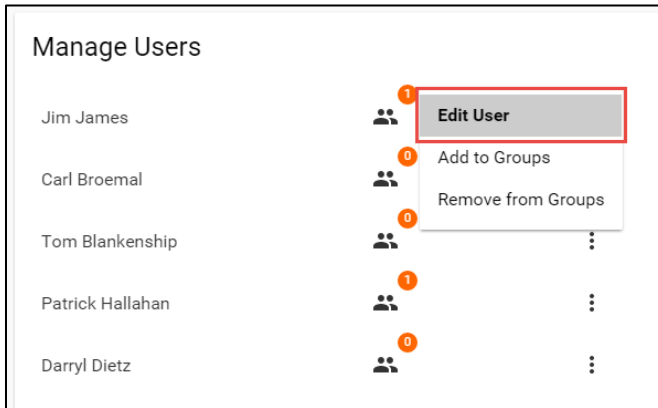 Manage Users
Jim James 1 Edit User
Add to Groups
Carl Broemal 0
Remove from Groups
Tom Blankenship 0
Patrick Hallahan 1
Darryl Dietz 0